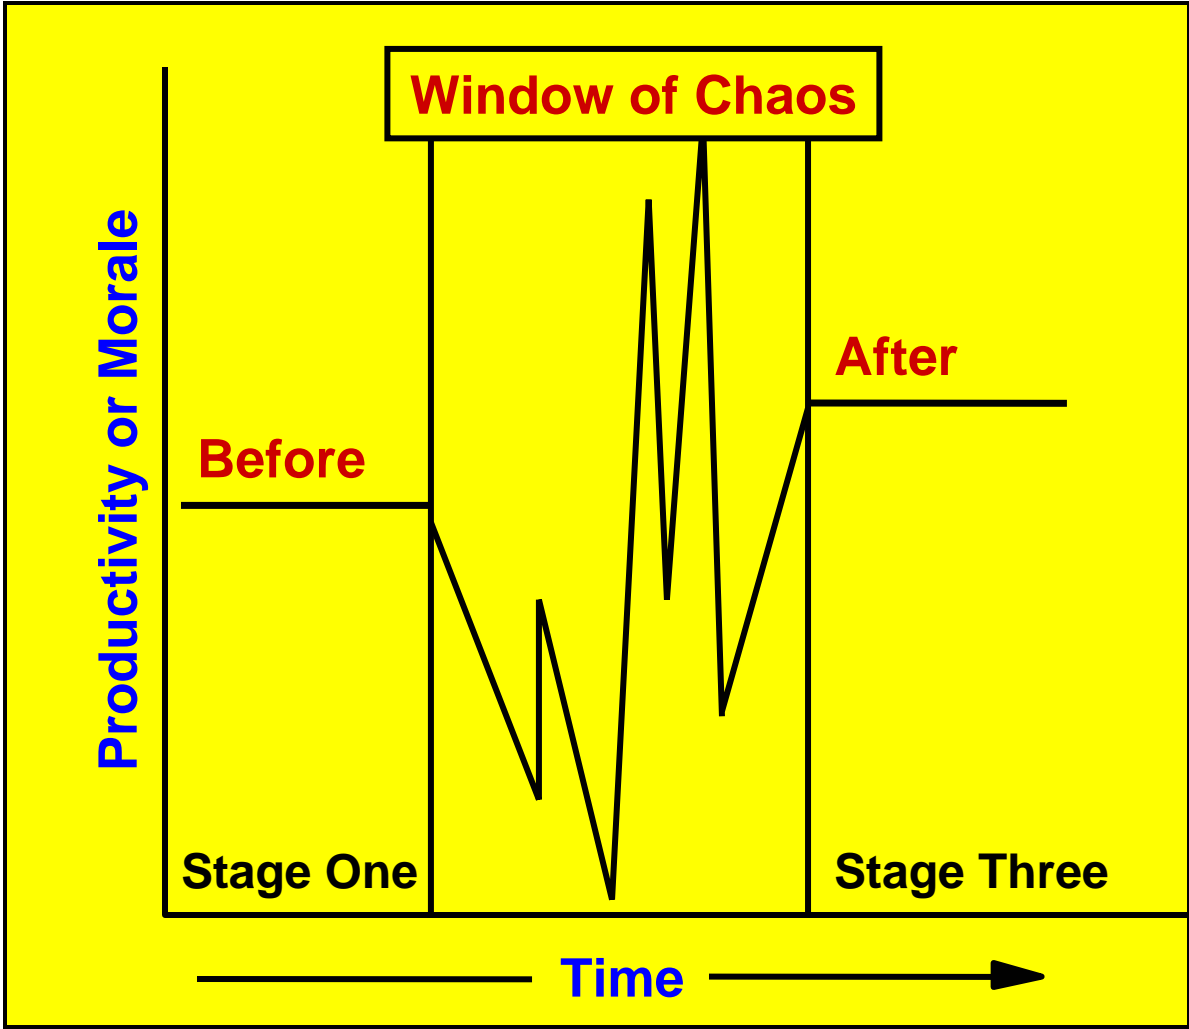 Window of Chaos
Productivity or Morale
After
Before
Stage One
Stage Three
Time